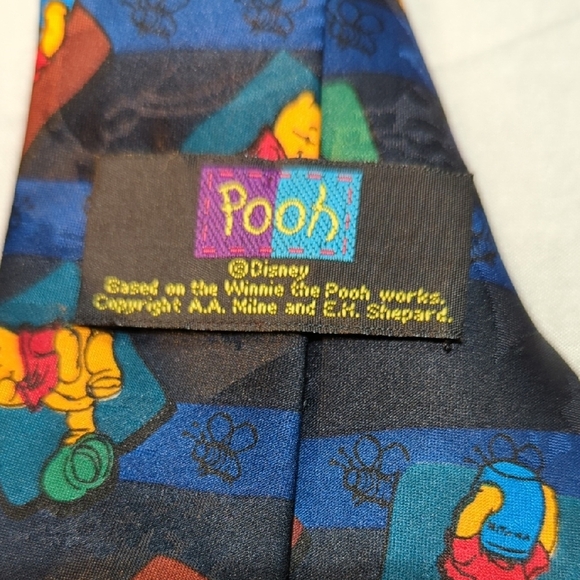 Pooh
©Disney
Based on the Winnie the Pooh works.
Copyright A.A. Milne and E.H. Shepard.